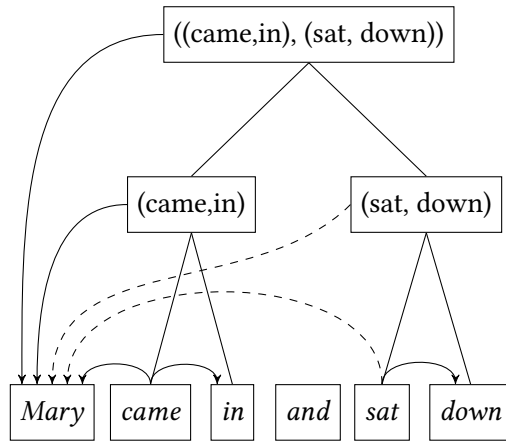 ((came,in), (sat, down))
(came,in) (sat, down)
Mary came in and sat down